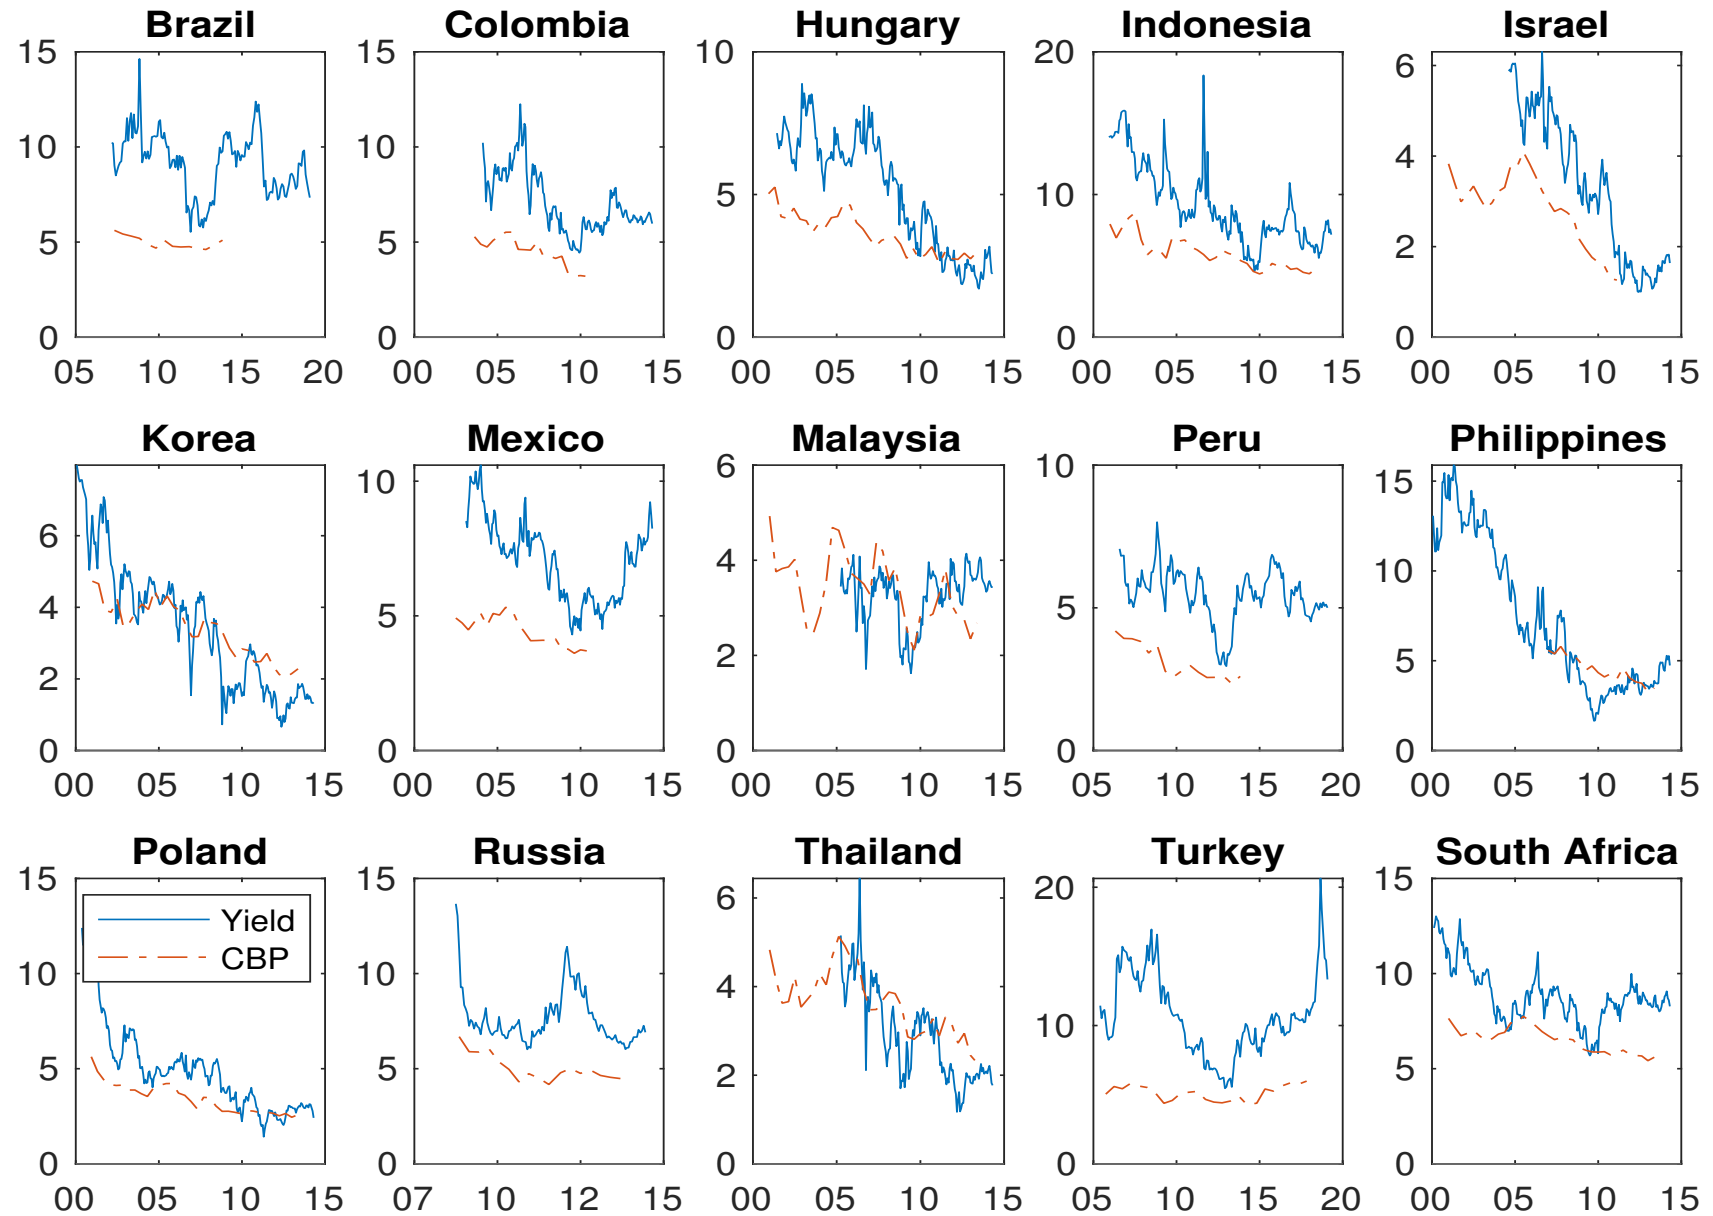 Brazil Colombia Hungary Indonesia Israel
15 15 10 20 6
10 10 5 10 4
5 5 2
0 0 0 0 0
05 10 15 20 00 05 10 15 00 05 10 15 00 05 10 15 00 05 10 15
Korea Mexico Malaysia Peru Philippines
6 10 6 10 15
4 5 4 5 10
2 2 5
0 0 0 0 0
00 05 10 15 00 05 10 15 00 05 10 15 05 10 15 20 00 05 10 15
Poland Russia Thailand Turkey South Africa
15 15 6 20 15
Yield
CBP
10 10 4 10 10
5 5 2 5
0 0 0 0 0
00 05 10 15 07 10 12 15 00 05 10 15 05 10 15 20 00 05 10 15